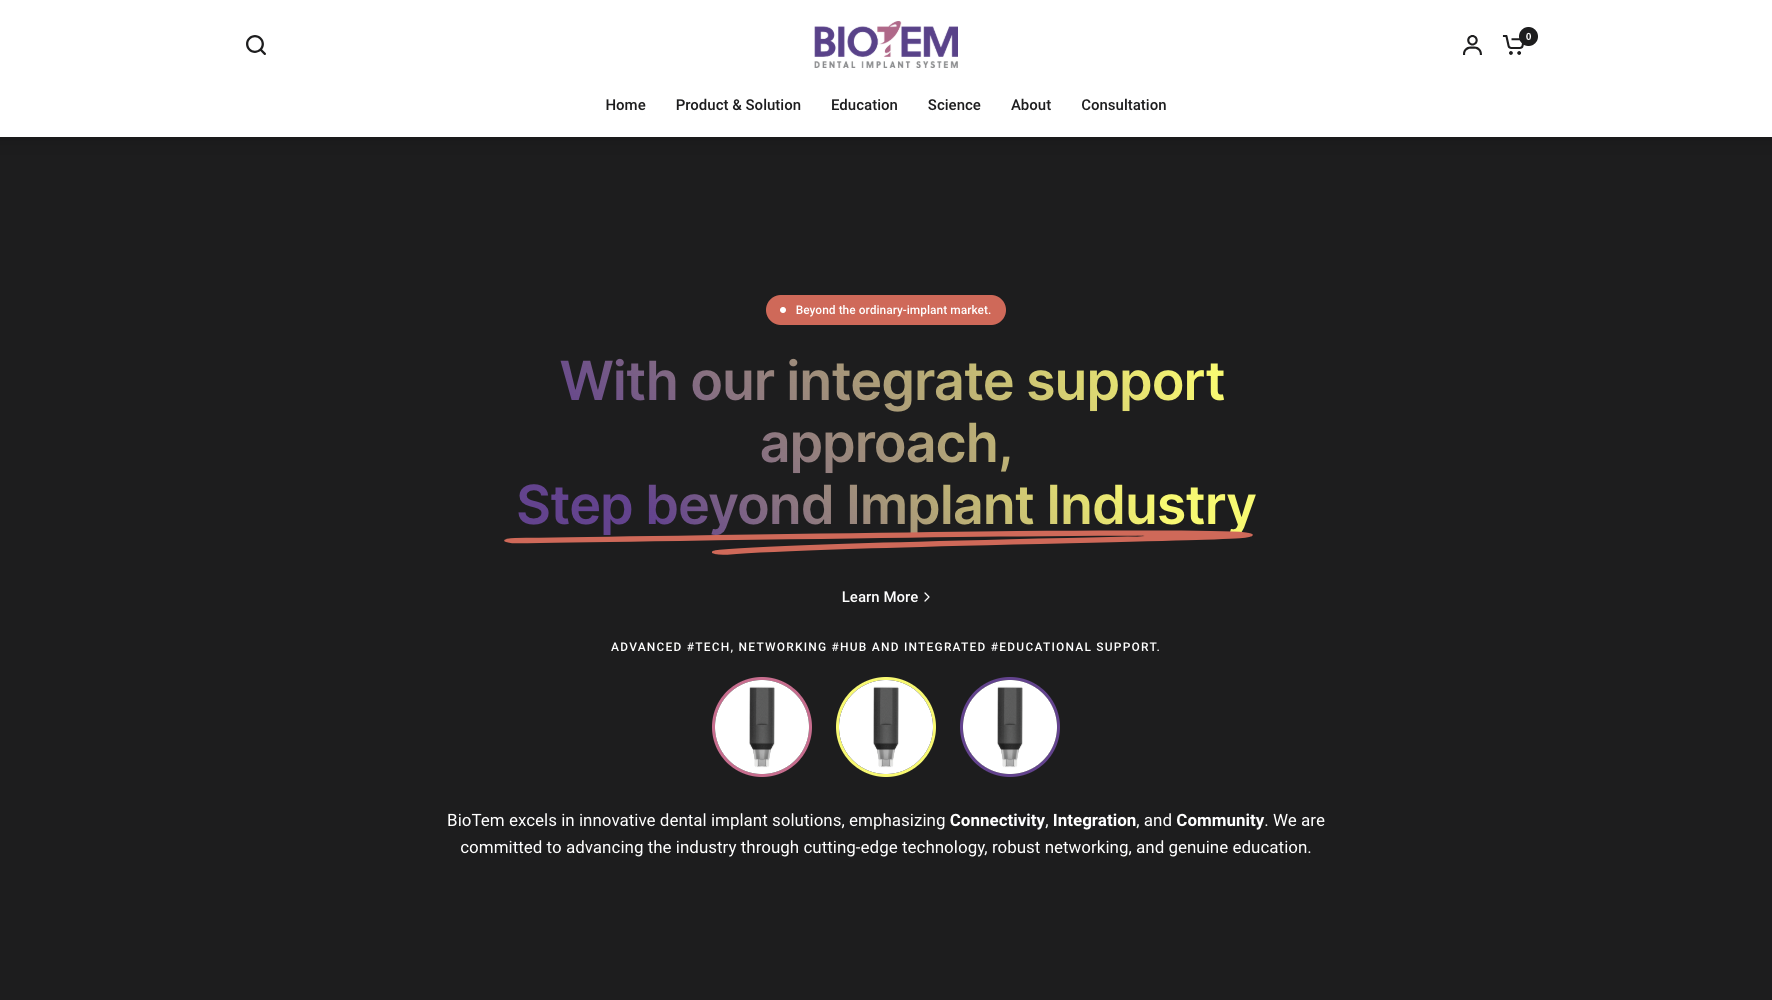 BIOTEM
DENTAL IMPLANT SYSTEM
0
Home Product & Solution Education Science About Consultation
Beyond the ordinary-implant market.
With our integrate support
approach,
Step beyond Implant Industry
Learn More
ADVANCED #TECH, NETWORKING #HUB AND INTEGRATED #EDUCATIONAL SUPPORT.
BioTem excels in innovative dental implant solutions, emphasizing Connectivity, Integration, and Community. We are
committed to advancing the industry through cutting-edge technology, robust networking, and genuine education.